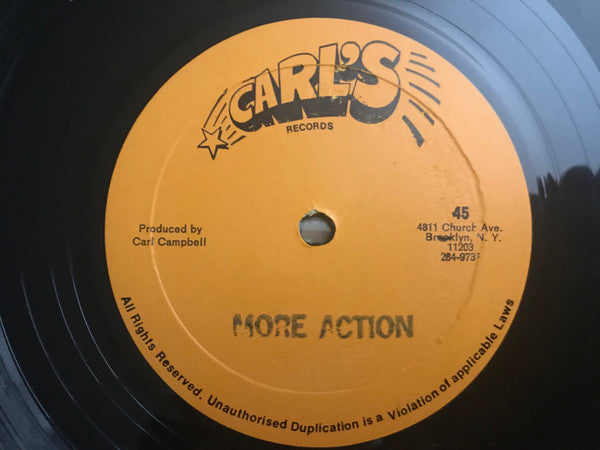 CARL'S
RECORDS
Produced by
Carl Campbell
45
4811 Church Ave.
Brooklyn, N. Y.
11203
MORE ACTION
All Rights Reserved. Unauthorised Duplication is a Violation of applicable Laws